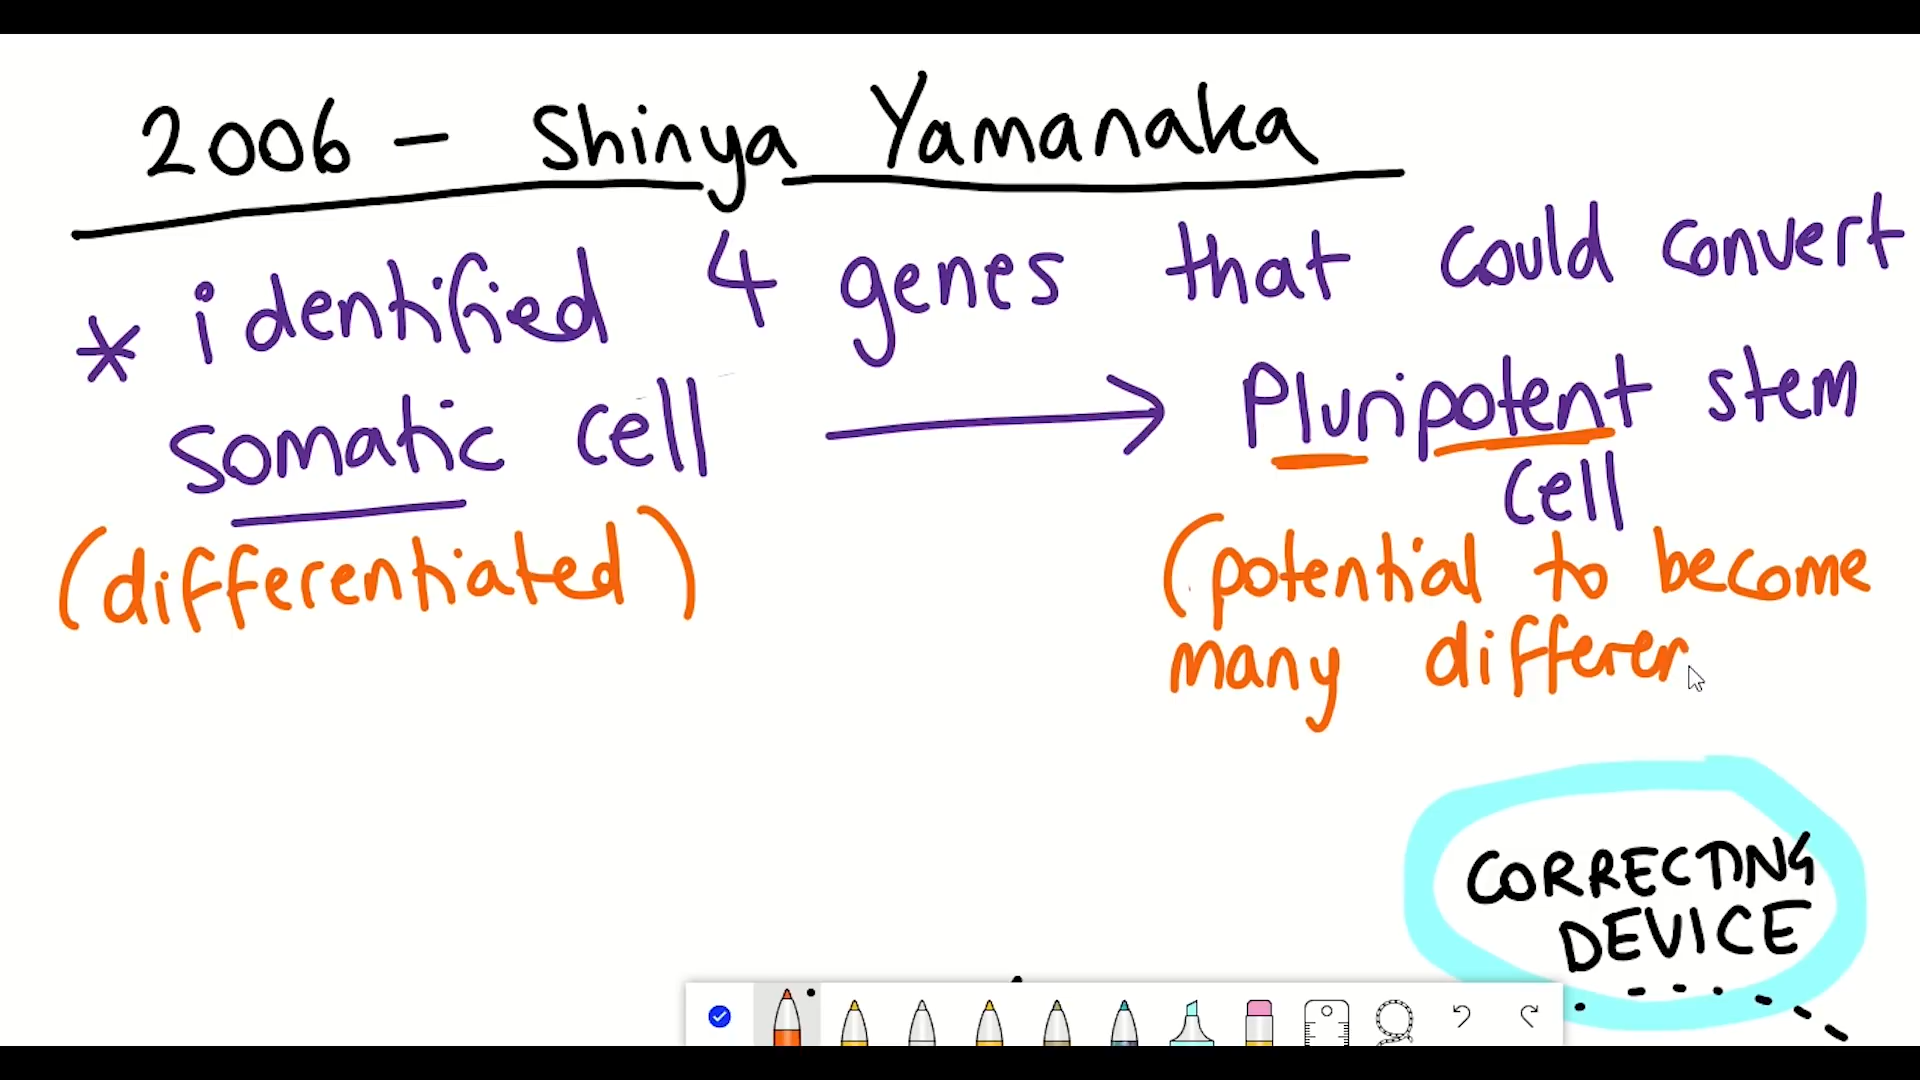 2006 - Shinya Yamanaka
* identified 4 genes that could convert
somatic cell → Pluripotent stem
cell
(differentiated)
(potential to become
many differen
CORRECTING
DEVICE